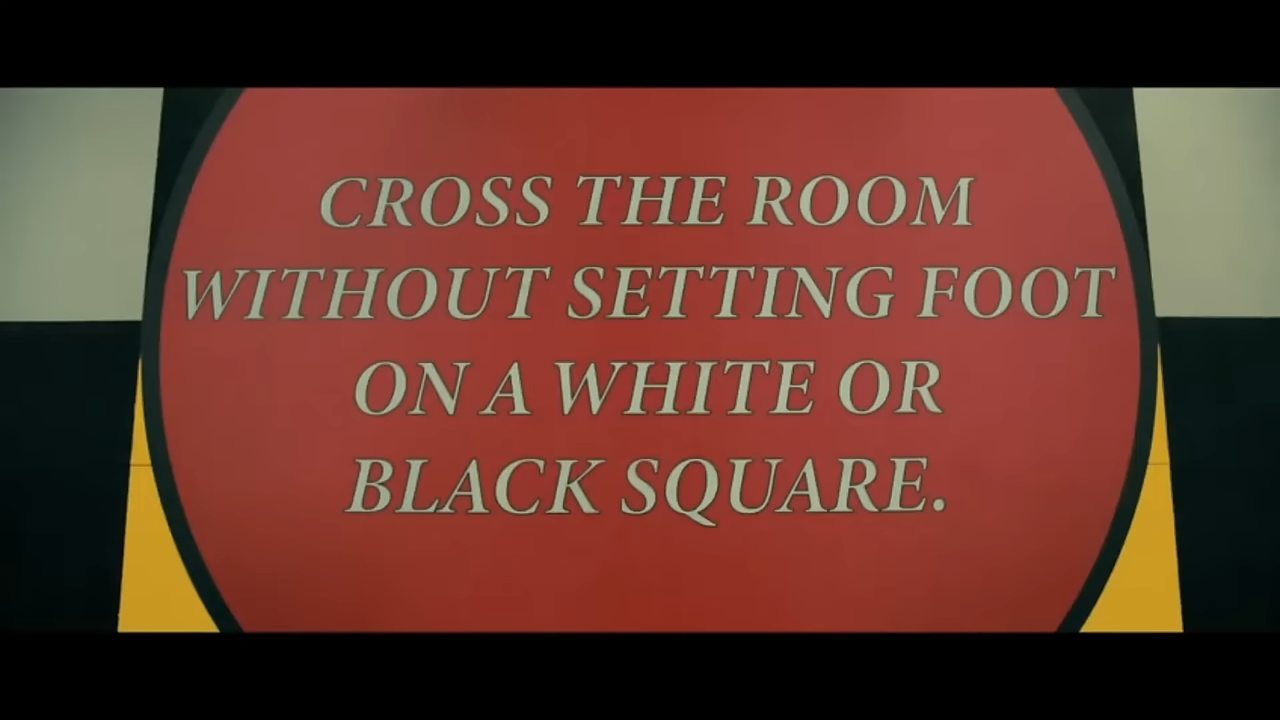 CROSS THE ROOM
WITHOUT SETTING FOOT
ON A WHITE OR
BLACK SQUARE.